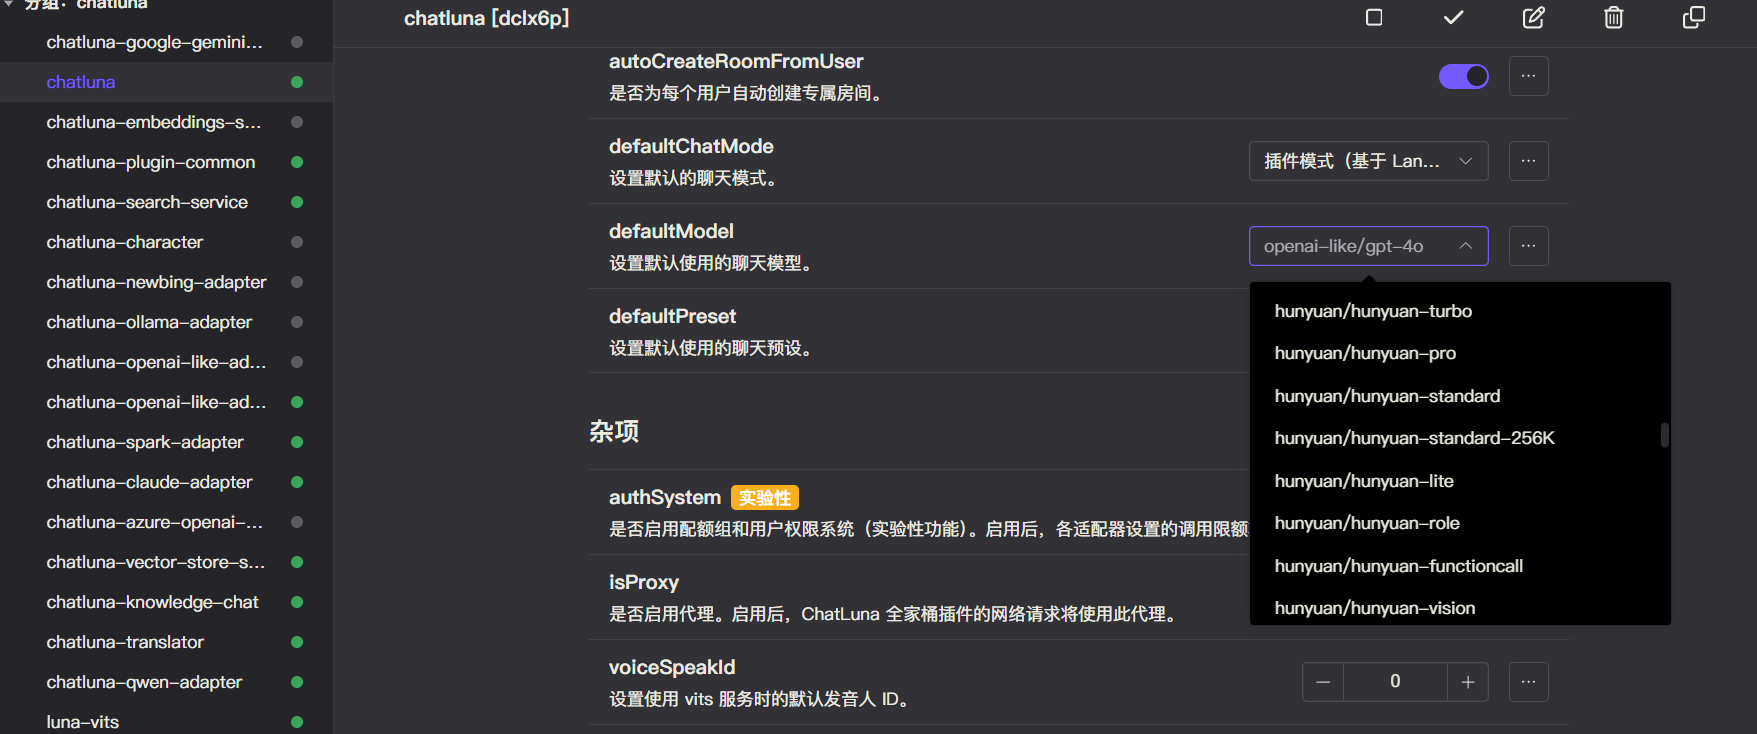 分组：chatluna
chatluna-google-gemini...
chatluna
chatluna-embeddings-s...
chatluna-plugin-common
chatluna-search-service
chatluna-character
chatluna-newbing-adapter
chatluna-ollama-adapter
chatluna-openai-like-ad...
chatluna-openai-like-ad...
chatluna-spark-adapter
chatluna-claude-adapter
chatluna-azure-openai-...
chatluna-vector-store-s...
chatluna-knowledge-chat
chatluna-translator
chatluna-qwen-adapter
luna-vits
chatluna [dclx6p]
autoCreateRoomFromUser
是否为每个用户自动创建专属房间。
defaultChatMode
设置默认的聊天模式。
插件模式（基于 Lan...
defaultModel
设置默认使用的聊天模型。
openai-like/gpt-4o
hunyuan/hunyuan-turbo
hunyuan/hunyuan-pro
hunyuan/hunyuan-standard
hunyuan/hunyuan-standard-256K
hunyuan/hunyuan-lite
hunyuan/hunyuan-role
hunyuan/hunyuan-functioncall
hunyuan/hunyuan-vision
defaultPreset
设置默认使用的聊天预设。
杂项
authSystem 实验性
是否启用配额组和用户权限系统（实验性功能）。启用后，各适配器设置的调用限额
isProxy
是否启用代理。启用后，ChatLuna 全家桶插件的网络请求将使用此代理。
voiceSpeakId
设置使用 vits 服务时的默认发音人 ID。
0